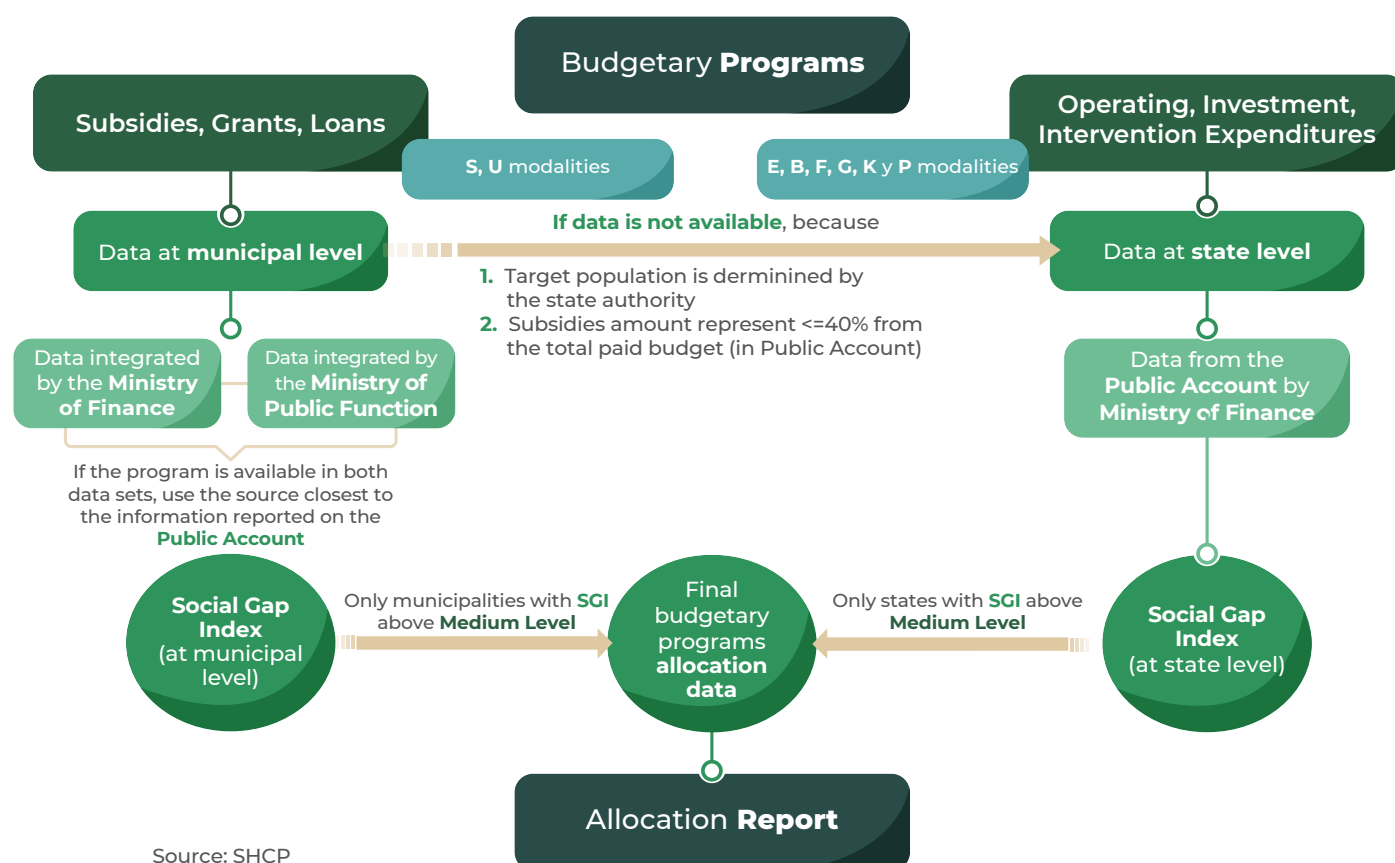 Budgetary Programs
Subsidies, Grants, Loans
Operating, Investment,
Intervention Expenditures
S, U modalities
E, B, F, G, K y P modalities
If data is not available, because
Data at municipal level
Data at state level
1. Target population is derminined by
the state authority
2. Subsidies amount represent <=40% from
the total paid budget (in Public Account)
Data integrated
by the Ministry
of Finance
Data integrated by
the Ministry of
Public Function
Data from the
Public Account by
Ministry of Finance
If the program is available in both
data sets, use the source closest to
the information reported on the
Public Account
Social Gap
Index
(at municipal
level)
Only municipalities with SGI
above Medium Level
Final
budgetary
programs
allocation
data
Only states with SGI above
Medium Level
Social Gap
Index
(at state level)
Allocation Report
Source: SHCP